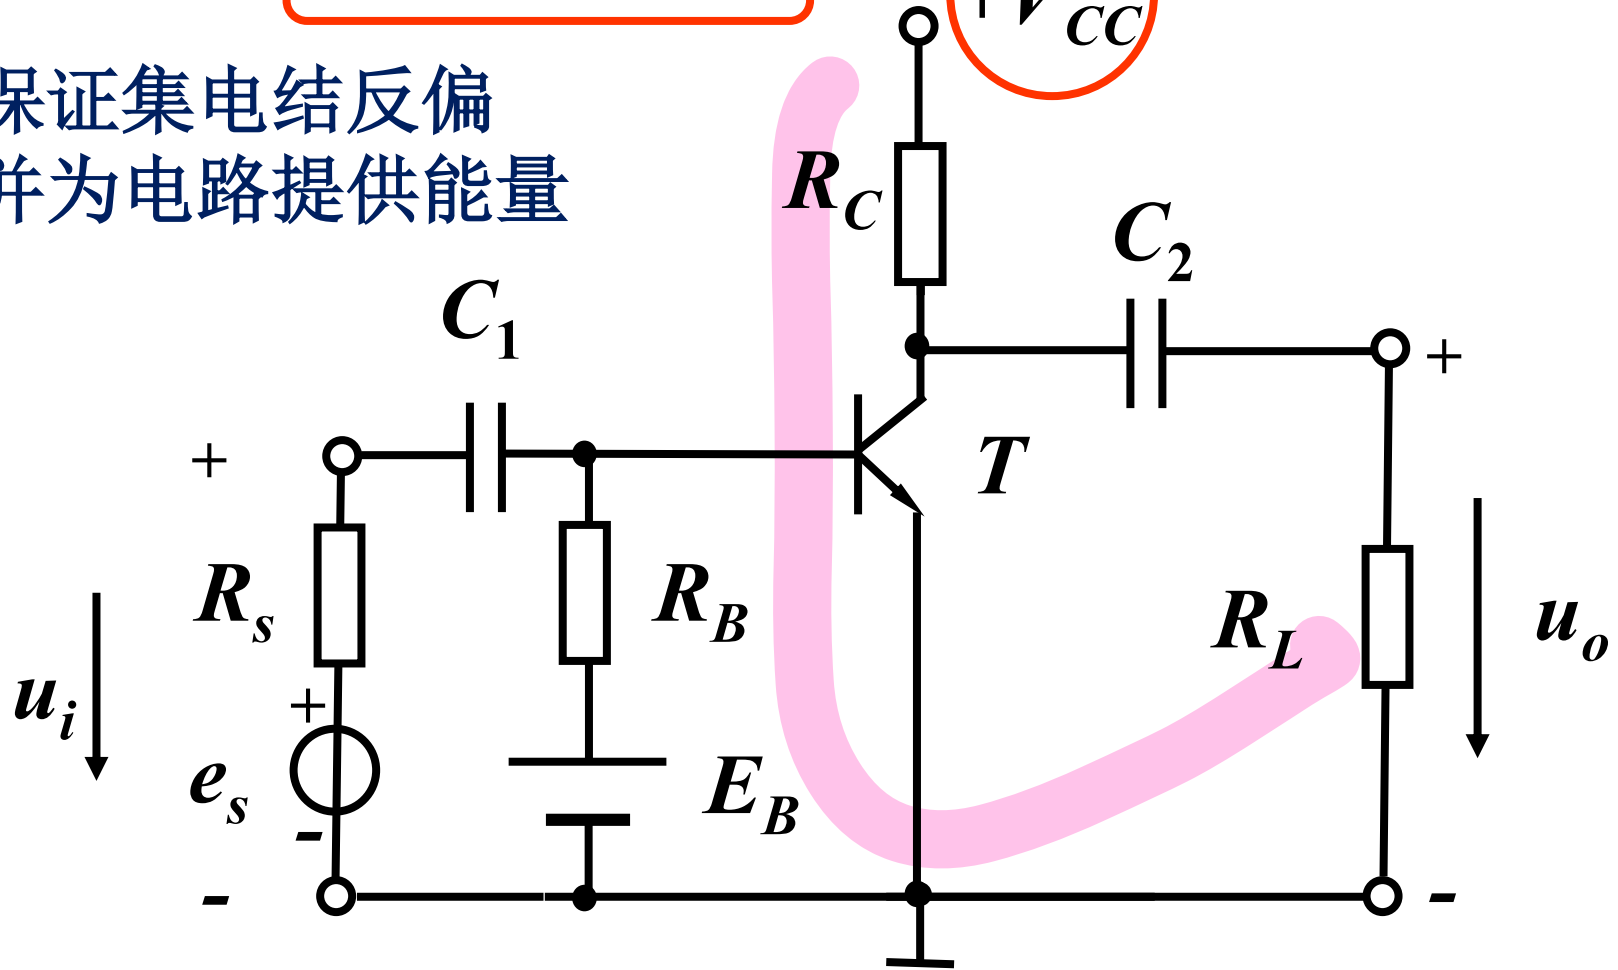 +V_CC
保证集电结反偏
并为电路提供能量
R_C
C_2
C_1
+
+
T
R_s
R_B
R_L
u_o
u_i
+
e_s
E_B
-
-
-